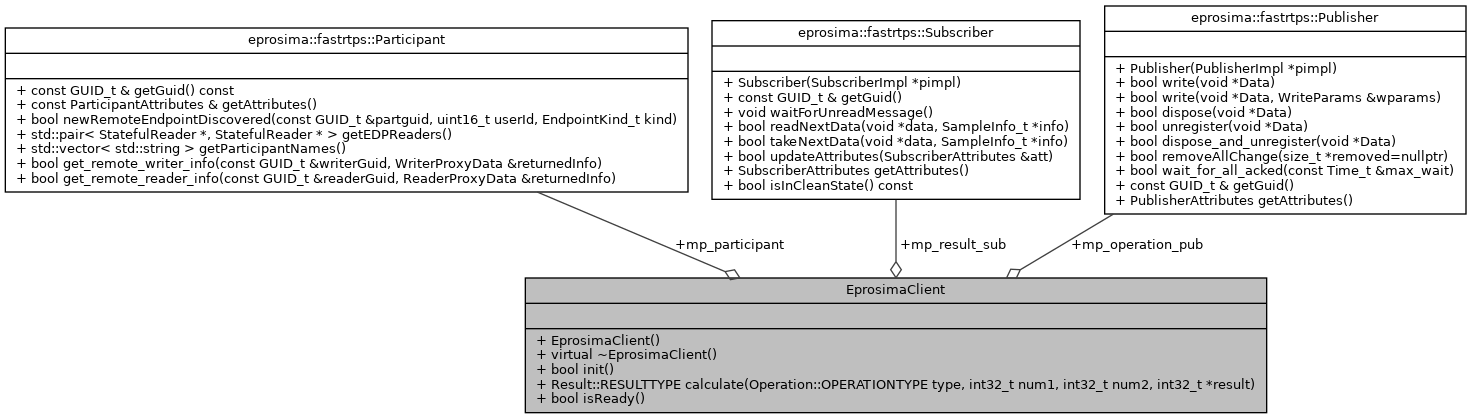 eprosima::fastrtps::Participant
+ const GUID_t & getGuid() const
+ const ParticipantAttributes & getAttributes()
+ bool newRemoteEndpointDiscovered(const GUID_t &partguid, uint16_t userId, EndpointKind_t kind)
+ std::pair< StatefulReader *, StatefulReader * > getEDPReaders()
+ std::vector< std::string > getParticipantNames()
+ bool get_remote_writer_info(const GUID_t &writerGuid, WriterProxyData &returnedInfo)
+ bool get_remote_reader_info(const GUID_t &readerGuid, ReaderProxyData &returnedInfo)
eprosima::fastrtps::Subscriber
+ Subscriber(SubscriberImpl *pimpl)
+ const GUID_t & getGuid()
+ void waitForUnreadMessage()
+ bool readNextData(void *data, SampleInfo_t *info)
+ bool takeNextData(void *data, SampleInfo_t *info)
+ bool updateAttributes(SubscriberAttributes &att)
+ SubscriberAttributes getAttributes()
+ bool isInCleanState() const
eprosima::fastrtps::Publisher
+ Publisher(PublisherImpl *pimpl)
+ bool write(void *Data)
+ bool write(void *Data, WriteParams &wparams)
+ bool dispose(void *Data)
+ bool unregister(void *Data)
+ bool dispose_and_unregister(void *Data)
+ bool removeAllChange(size_t *removed=nullptr)
+ bool wait_for_all_acked(const Time_t &max_wait)
+ const GUID_t & getGuid()
+ PublisherAttributes getAttributes()
+mp_participant
+mp_result_sub
+mp_operation_pub
EprosimaClient
+ EprosimaClient()
+ virtual ~EprosimaClient()
+ bool init()
+ Result::RESULTTYPE calculate(Operation::OPERATIONTYPE type, int32_t num1, int32_t num2, int32_t *result)
+ bool isReady()